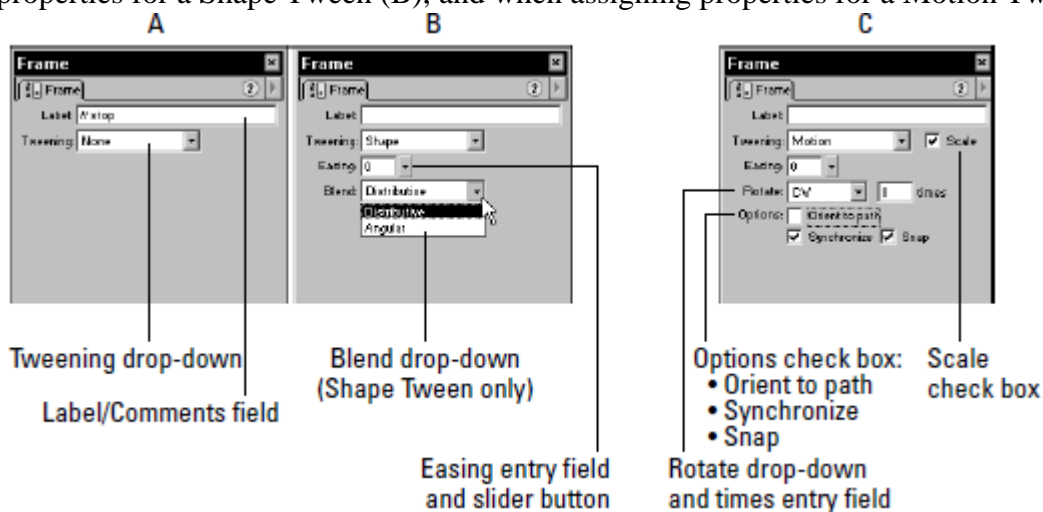 properties for a Shape Tween (B), and when assigning properties for a Motion Tw
A
B
C
Frame
Frame
Label
Tweening: None
Frame
Frame
Label:
Tweening: Shape
Easing: 0
Blend: Distributive
Distributive
Angular
Frame
Frame
Label:
Tweening: Motion Scale
Easing: 0
Rotate: CW 1 times
Options: Orient to path
Synchronize Snap
Tweening drop-down
Label/Comments field
Blend drop-down
(Shape Tween only)
Easing entry field
and slider button
Options check box:
• Orient to path
• Synchronize
• Snap
Scale
check box
Rotate drop-down
and times entry field